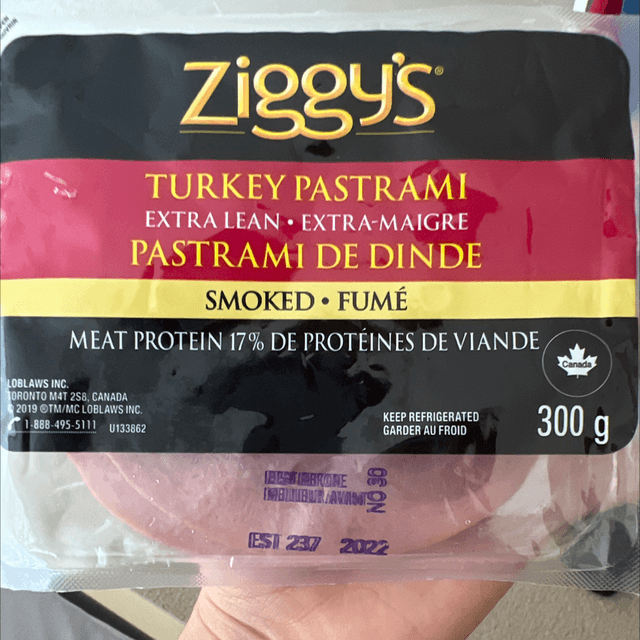 Ziggy's®
TURKEY PASTRAMI
EXTRA LEAN • EXTRA-MAIGRE
PASTRAMI DE DINDE
SMOKED • FUMÉ
MEAT PROTEIN 17% DE PROTÉINES DE VIANDE
Canada
LOBLAWS INC.
TORONTO M4T 2S8, CANADA
© 2019 ®TM/MC LOBLAWS INC.
1-888-495-5111 U133862
KEEP REFRIGERATED
GARDER AU FROID
300 g
EST 237 2022